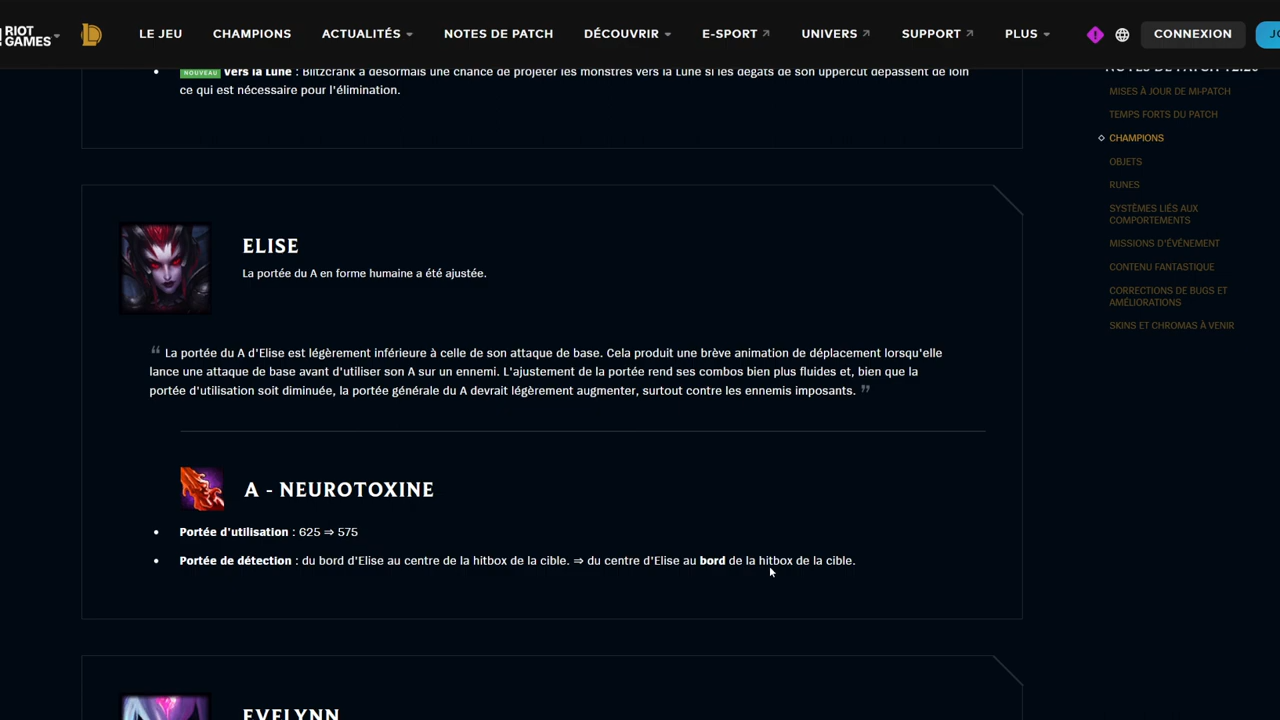 RIOT GAMES
LE JEU
CHAMPIONS
ACTUALITÉS
NOTES DE PATCH
DÉCOUVRIR
E-SPORT
UNIVERS
SUPPORT
PLUS
CONNEXION
NOUVEAU Vers la Lune : Blitzcrank a désormais une chance de projeter les monstres vers la Lune si les dégâts de son uppercut dépassent de loin
ce qui est nécessaire pour l'élimination.
ELISE
La portée du A en forme humaine a été ajustée.
“ La portée du A d'Elise est légèrement inférieure à celle de son attaque de base. Cela produit une brève animation de déplacement lorsqu'elle
lance une attaque de base avant d'utiliser son A sur un ennemi. L'ajustement de la portée rend ses combos bien plus fluides et, bien que la
portée d'utilisation soit diminuée, la portée générale du A devrait légèrement augmenter, surtout contre les ennemis imposants. ”
A - NEUROTOXINE
• Portée d'utilisation : 625 ⇒ 575
• Portée de détection : du bord d'Elise au centre de la hitbox de la cible. ⇒ du centre d'Elise au bord de la hitbox de la cible.
EVELYNN
NOTES DE PATCH
MISES À JOUR DE MI-PATCH
TEMPS FORTS DU PATCH
CHAMPIONS
OBJETS
RUNES
SYSTÈMES LIÉS AUX
COMPORTEMENTS
MISSIONS D'ÉVÉNEMENT
CONTENU FANTASTIQUE
CORRECTIONS DE BUGS ET
AMÉLIORATIONS
SKINS ET CHROMAS À VENIR